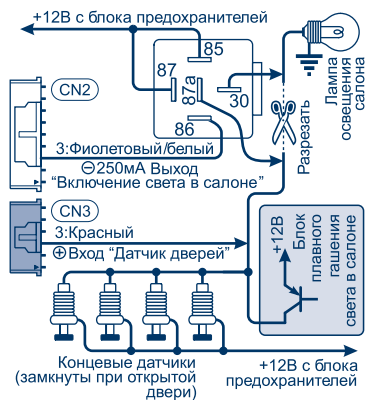 +12В с блока предохранителей
85
87
87а
30
86
CN2
3:Фиолетовый/белый
⊖250мА Выход
“Включение света в салоне”
Лампа
освещения
салона
Разрезать
CN3
3:Красный
⊕Вход “Датчик дверей”
+12В
Блок
плавного
гашения
света в салоне
Концевые датчики
(замкнуты при открытой
двери)
+12В с блока
предохранителей